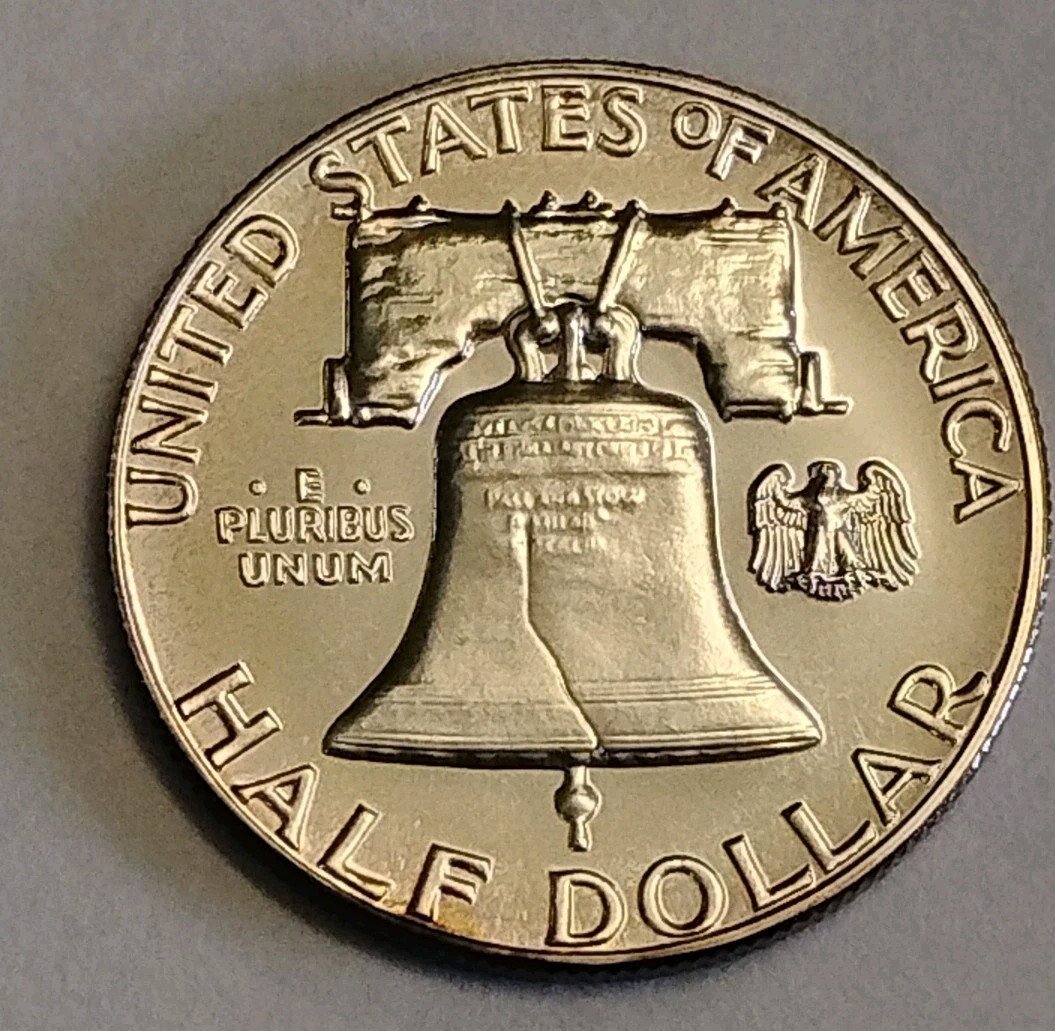 UNITED STATES OF AMERICA
· E ·
PLURIBUS
UNUM
HALF DOLLAR